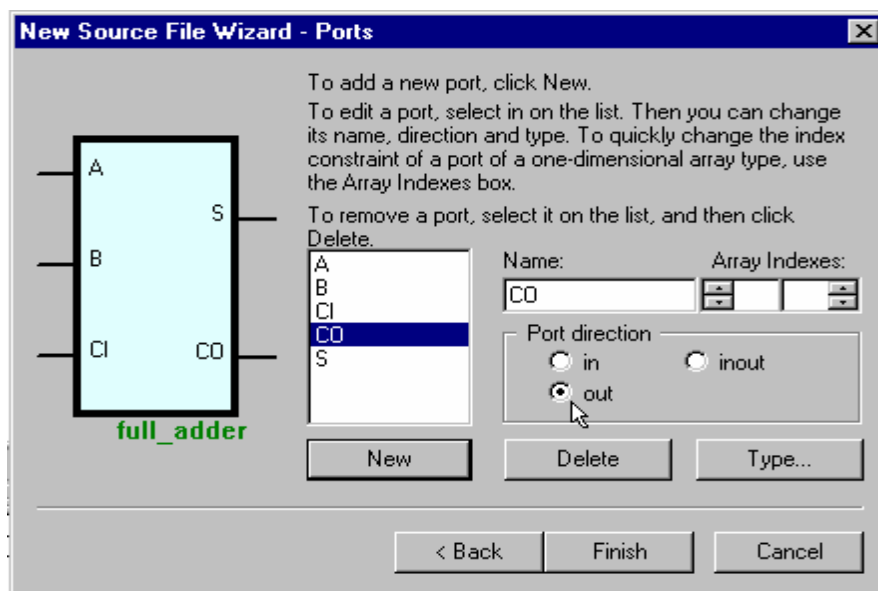 New Source File Wizard - Ports
To add a new port, click New.
To edit a port, select in on the list. Then you can change
its name, direction and type. To quickly change the index
constraint of a port of a one-dimensional array type, use
the Array Indexes box.
To remove a port, select it on the list, and then click
Delete.
A
S
B
CI
CO
full_adder
A
B
CI
CO
S
Name:
Array Indexes:
CO
Port direction
in
inout
out
New
Delete
Type...
< Back
Finish
Cancel